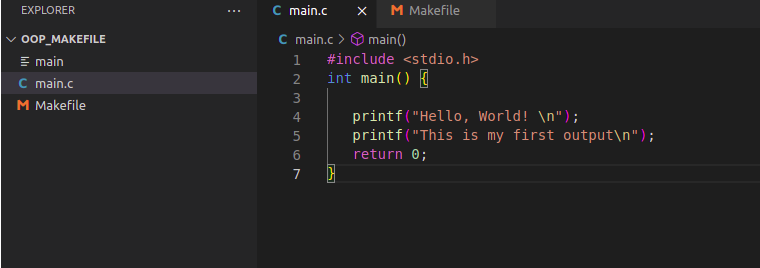 EXPLORER
...
OOP_MAKEFILE
main
C main.c
M Makefile
C main.c ×
M Makefile
C main.c > main()
1 #include <stdio.h>
2 int main() {
3
4 printf("Hello, World! \n");
5 printf("This is my first output\n");
6 return 0;
7 }